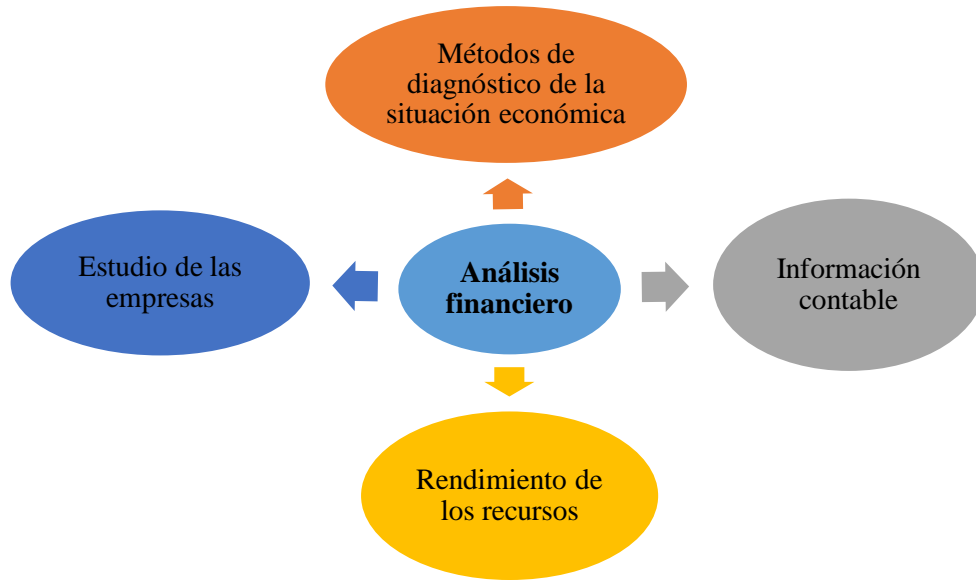 Métodos de
diagnóstico de la
situación económica
Estudio de las
empresas
Análisis
financiero
Información
contable
Rendimiento de
los recursos